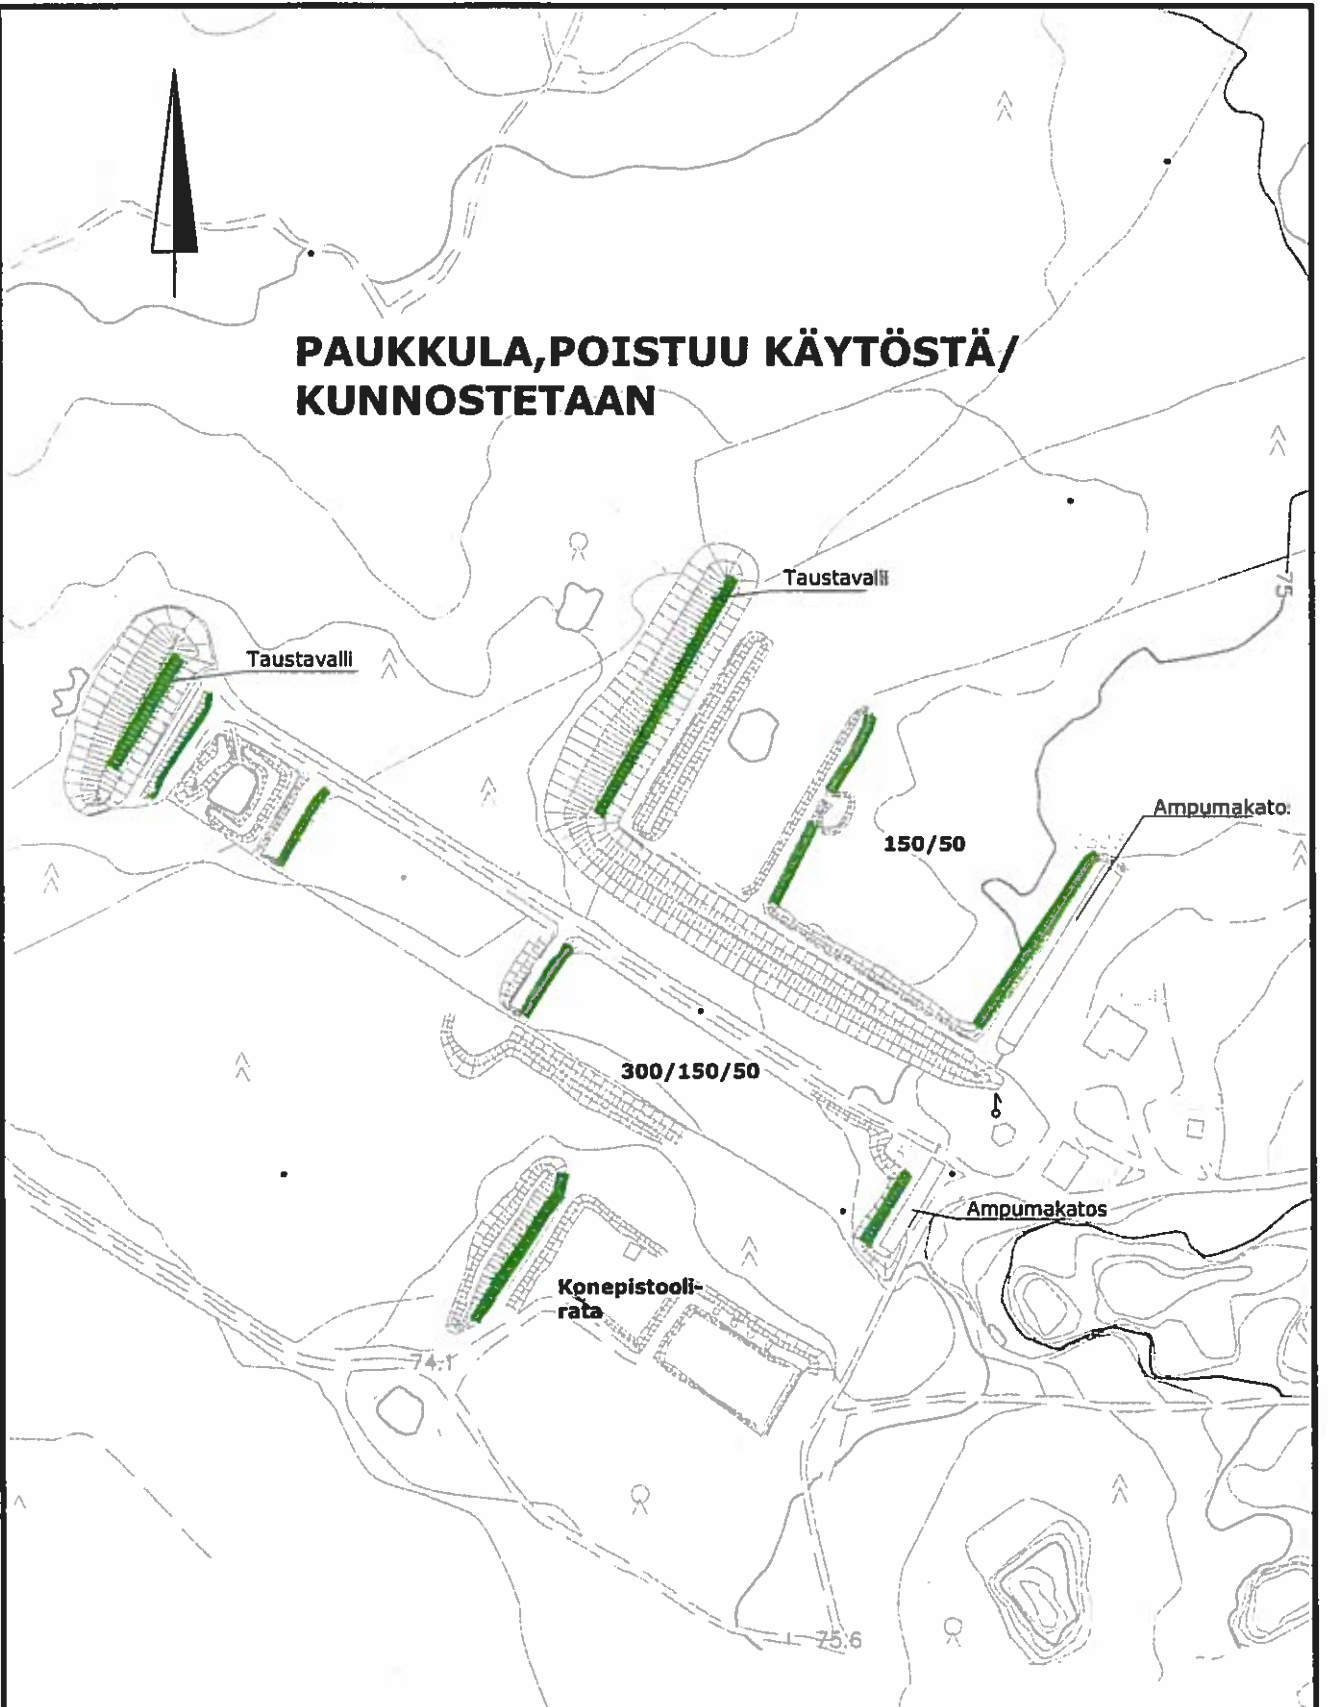 PAUKKULA,POISTUU KÄYTÖSTÄ/
KUNNOSTETAAN
Taustavalli
75
Taustavalli
Ampumakato
150/50
300/150/50
Ampumakatos
Konepistooli-
rata
74.1
75.6